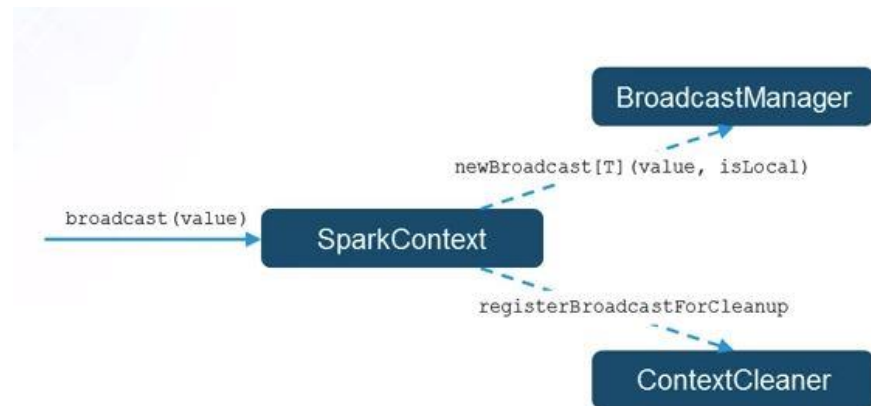 BroadcastManager
newBroadcast[T](value, isLocal)
broadcast(value)
SparkContext
registerBroadcastForCleanup
ContextCleaner